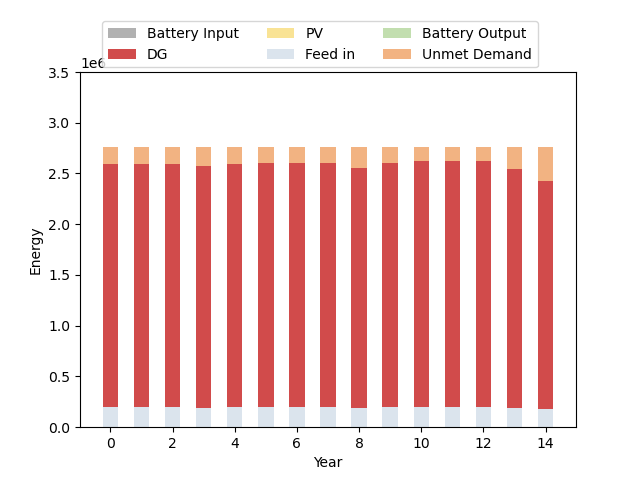 Battery Input PV Battery Output
DG Feed in Unmet Demand
1e6
3.5
3.0
2.5
2.0
1.5
1.0
0.5
0.0
Energy
0 2 4 6 8 10 12 14
Year